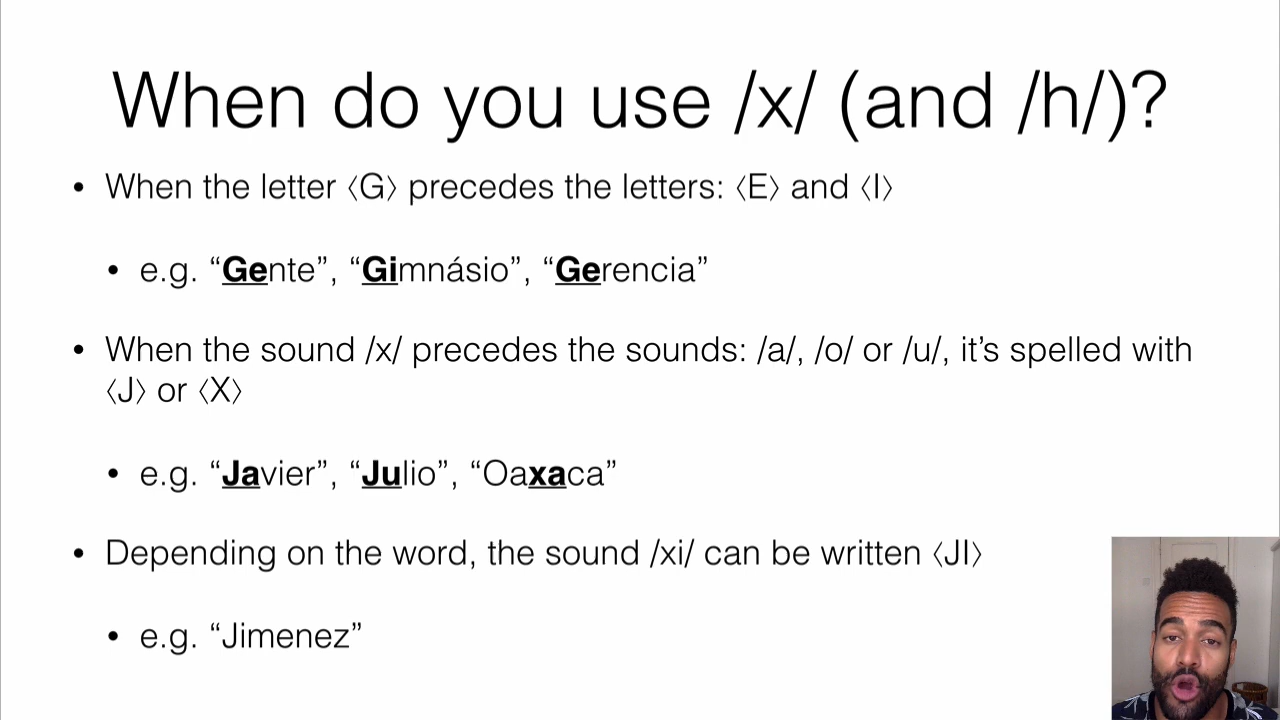 When do you use /x/ (and /h/)?
• When the letter ⟨G⟩ precedes the letters: ⟨E⟩ and ⟨I⟩
• e.g. “Gente”, “Gimnásio”, “Gerencia”
• When the sound /x/ precedes the sounds: /a/, /o/ or /u/, it’s spelled with
⟨J⟩ or ⟨X⟩
• e.g. “Javier”, “Julio”, “Oaxaca”
• Depending on the word, the sound /xi/ can be written ⟨JI⟩
• e.g. “Jimenez”